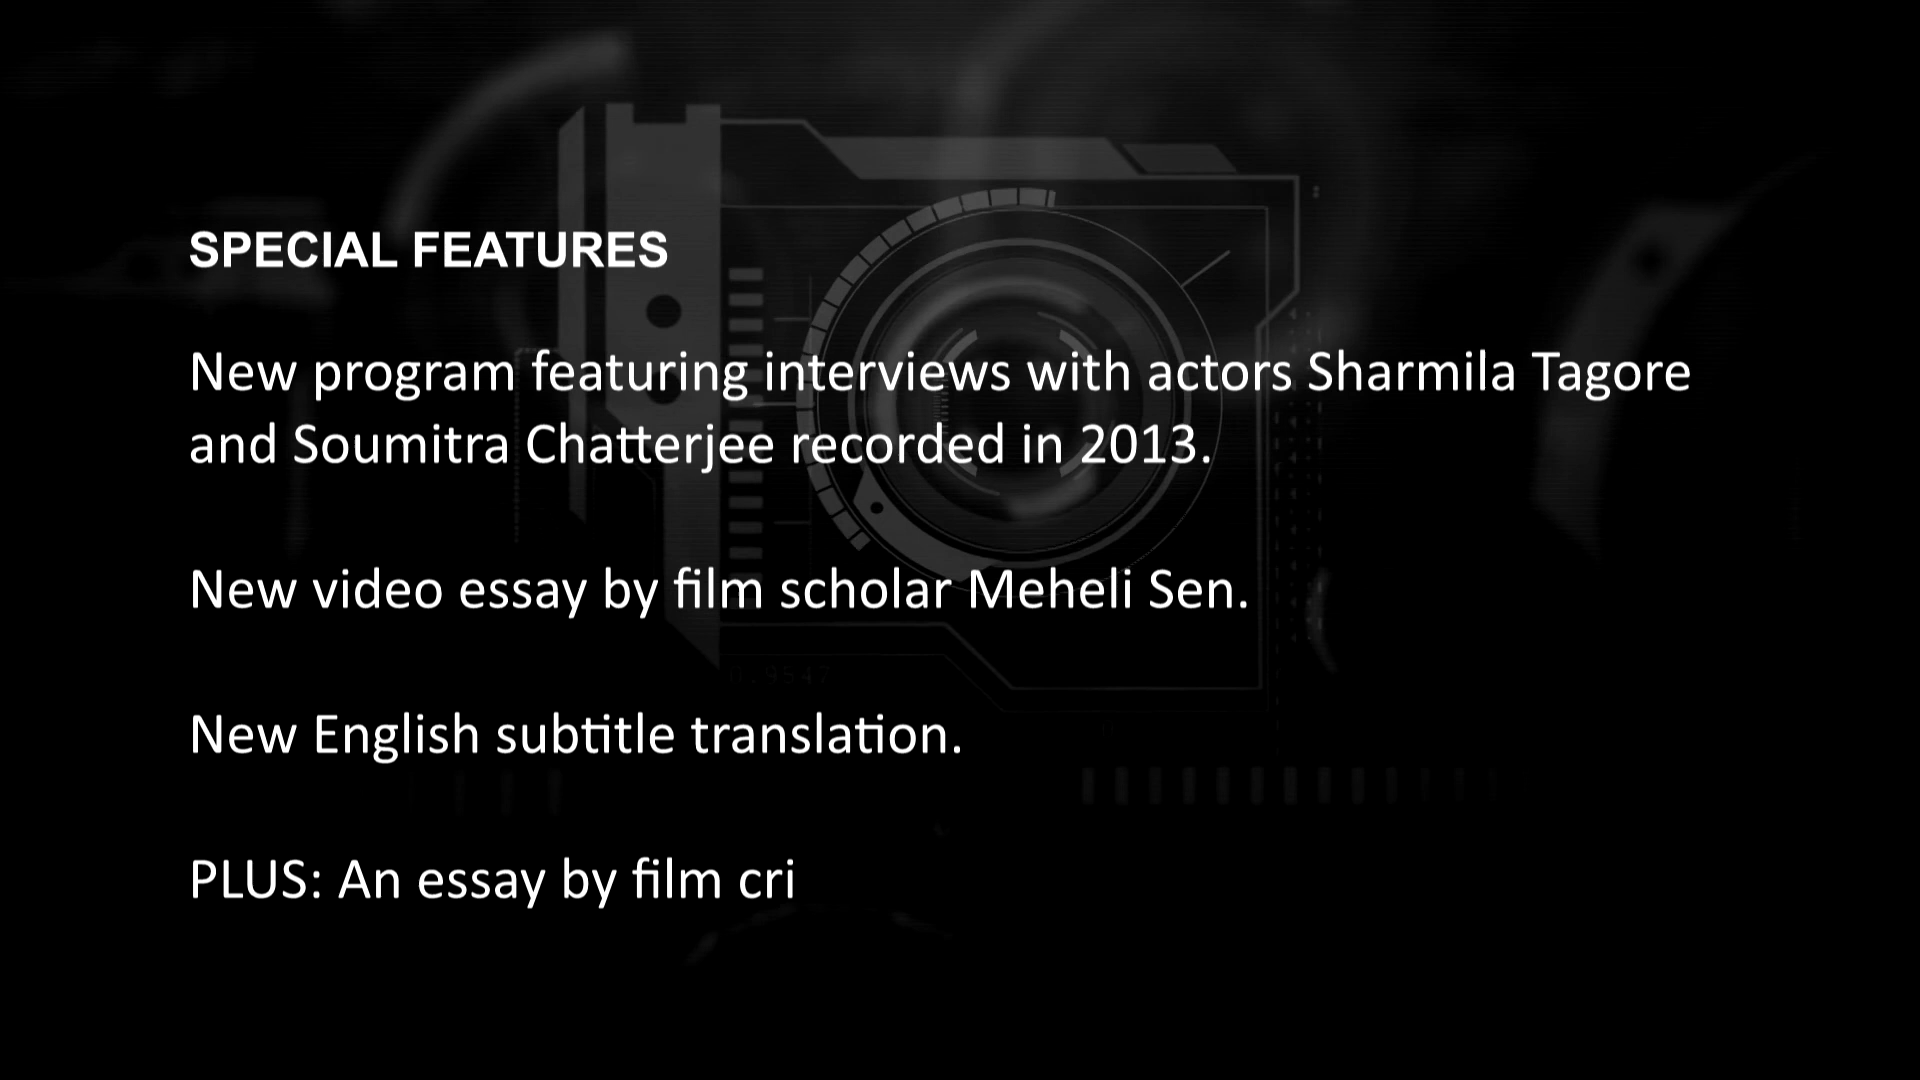 SPECIAL FEATURES
New program featuring interviews with actors Sharmila Tagore
and Soumitra Chatterjee recorded in 2013.
New video essay by film scholar Meheli Sen.
New English subtitle translation.
PLUS: An essay by film cri